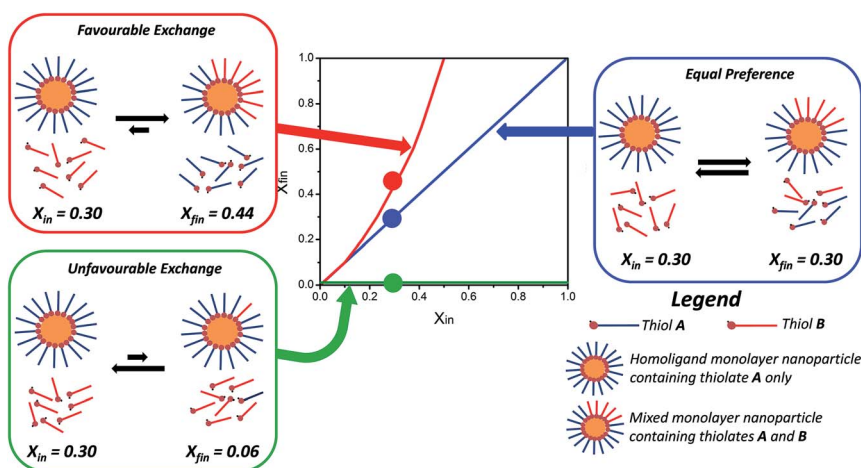 Favourable Exchange
X_in = 0.30
X_fin = 0.44
Unfavourable Exchange
X_in = 0.30
X_fin = 0.06
1.0
0.8
0.6
0.4
0.2
0.0
X_fin
0.0 0.2 0.4 0.6 0.8 1.0
X_in
Equal Preference
X_in = 0.30
X_fin = 0.30
Legend
Thiol A
Thiol B
Homoligand monolayer nanoparticle
containing thiolate A only
Mixed monolayer nanoparticle
containing thiolates A and B